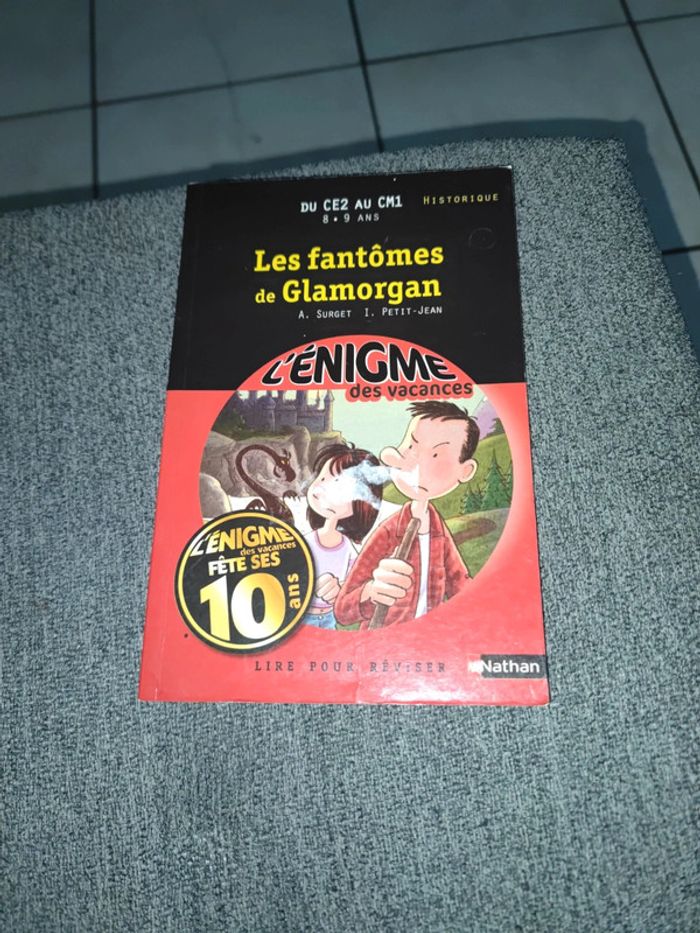 DU CE2 AU CM1 HISTORIQUE
8 • 9 ANS
Les fantômes
de Glamorgan
A. SURGET I. PETIT-JEAN
L'ÉNIGME
des vacances
L'ÉNIGME
des vacances
FÊTE SES
10 ans
LIRE POUR RÉVISER
Nathan